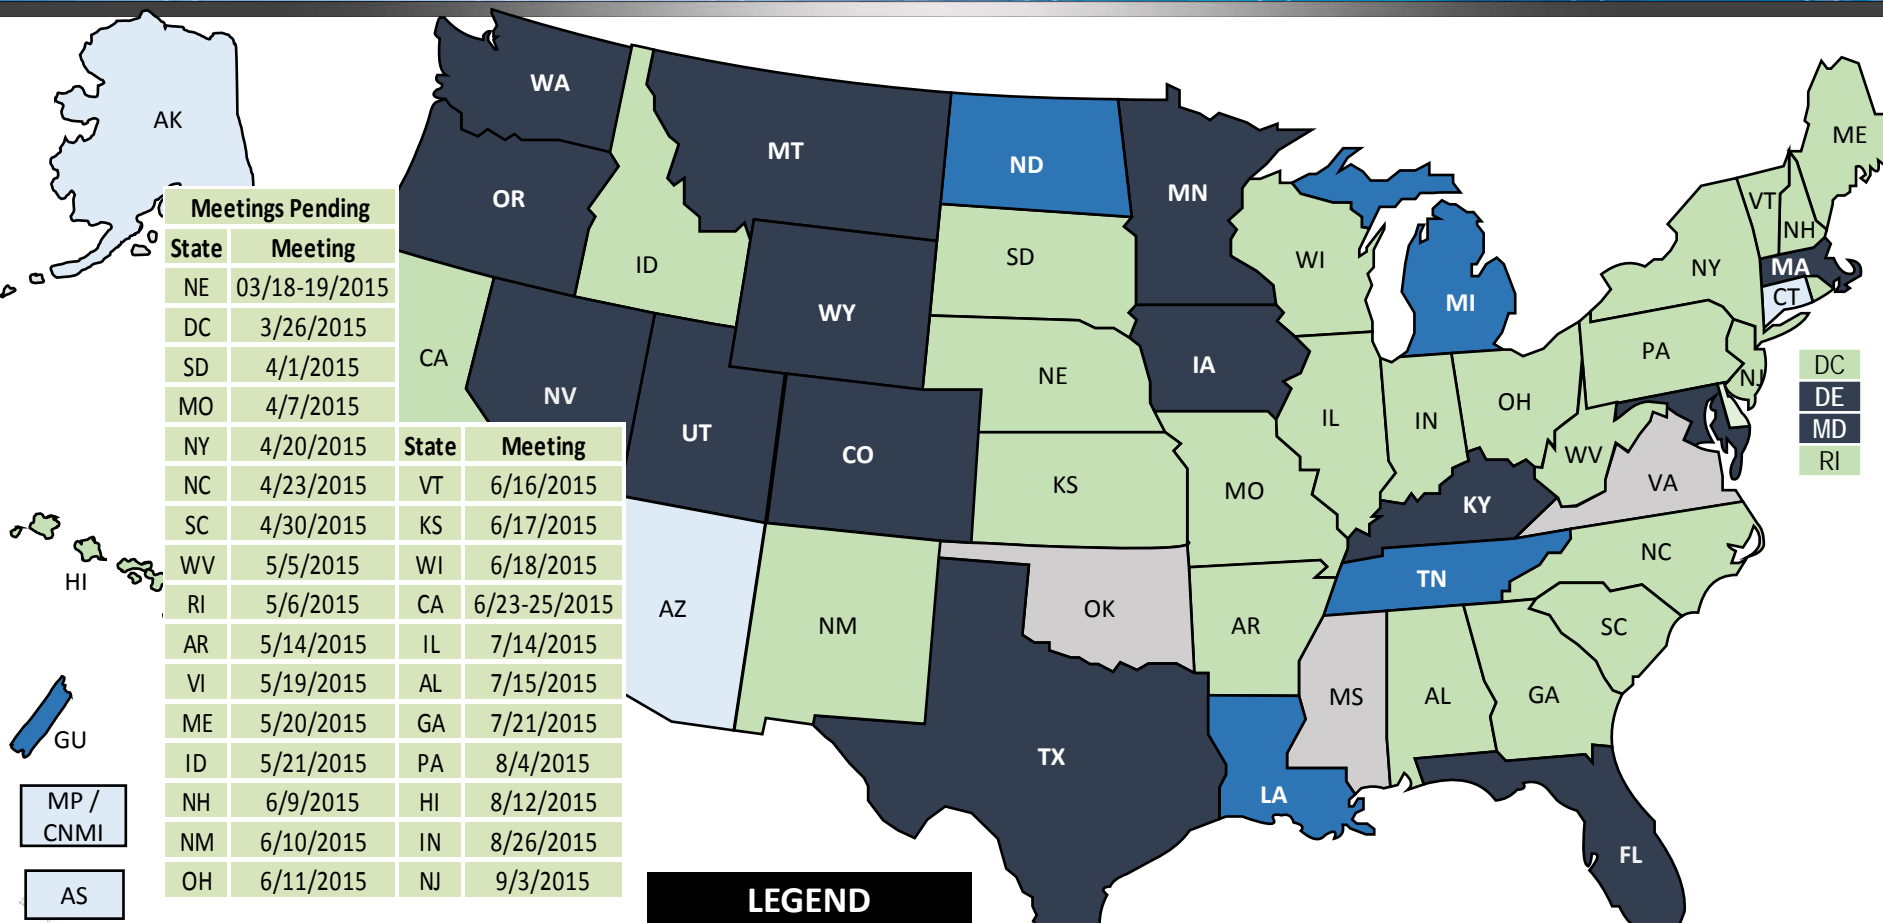 AK
WA
MT
ND
MN
OR
ID
SD
WI
MI
WY
CA
NV
UT
CO
NE
IA
KS
MO
IL
IN
OH
PA
NY
VT
NH
ME
MA
CT
NJ
WV
VA
KY
TN
NC
SC
AZ
NM
OK
AR
MS
AL
GA
TX
LA
FL
HI
GU
MP /
CNMI
AS
DC
DE
MD
RI
Meetings Pending
State Meeting
NE 03/18-19/2015
DC 3/26/2015
SD 4/1/2015
MO 4/7/2015
NY 4/20/2015
NC 4/23/2015
SC 4/30/2015
WV 5/5/2015
RI 5/6/2015
AR 5/14/2015
VI 5/19/2015
ME 5/20/2015
ID 5/21/2015
NH 6/9/2015
NM 6/10/2015
OH 6/11/2015
State Meeting
VT 6/16/2015
KS 6/17/2015
WI 6/18/2015
CA 6/23-25/2015
IL 7/14/2015
AL 7/15/2015
GA 7/21/2015
PA 8/4/2015
HI 8/12/2015
IN 8/26/2015
NJ 9/3/2015
LEGEND